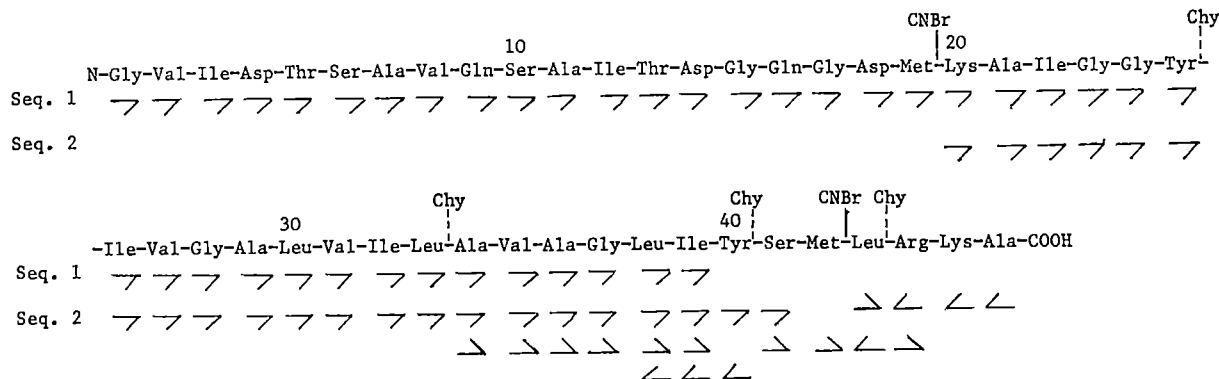 CNBr Chy
10 20
N-Gly-Val-Ile-Asp-Thr-Ser-Ala-Val-Gln-Ser-Ala-Ile-Thr-Asp-Gly-Gln-Gly-Asp-Met-Lys-Ala-Ile-Gly-Gly-Tyr-
Seq. 1
Seq. 2
Chy Chy CNBr Chy
30 40
-Ile-Val-Gly-Ala-Leu-Val-Ile-Leu-Ala-Val-Ala-Gly-Leu-Ile-Tyr-Ser-Met-Leu-Arg-Lys-Ala-COOH
Seq. 1
Seq. 2